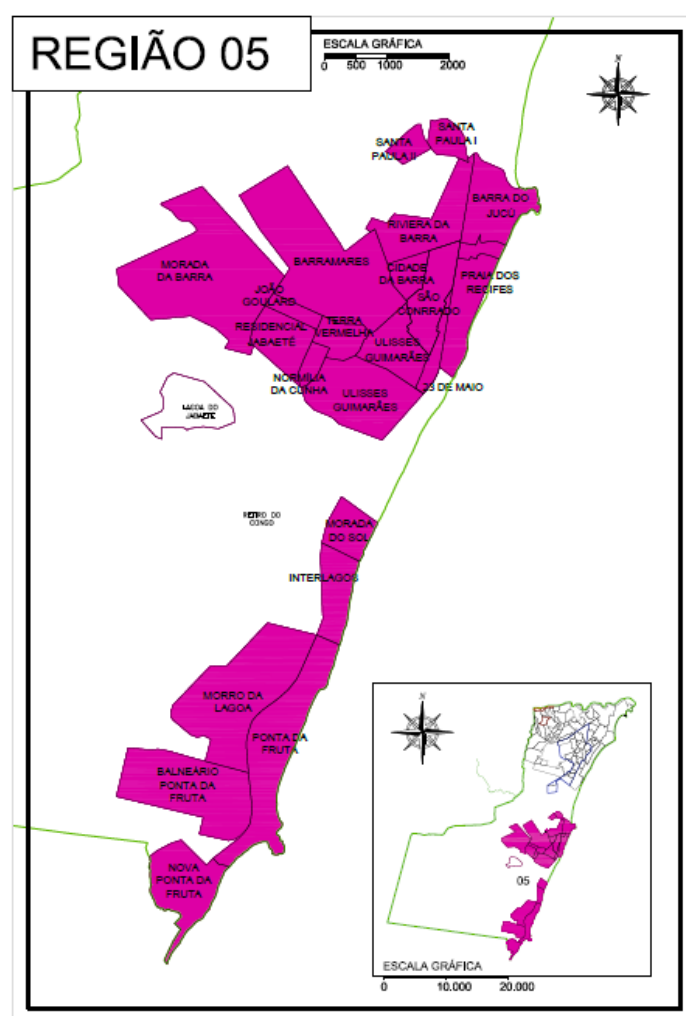 REGIÃO 05
ESCALA GRÁFICA
0 500 1000 2000
N
SANTA
PAULA I
SANTA
PAULA II
BARRA DO
JUCÚ
RIVIERA DA
BARRA
MORADA
DA BARRA
BARRAMARES
CIDADE
DA BARRA
PRAIA DOS
RECIFES
JOÃO
GOULARD
SÃO
CONRRADO
RESIDENCIAL
JABAETÉ
TERRA
VERMELHA
ULISSES
GUIMARÃES
NORMILIA
DA CUNHA
23 DE MAIO
ULISSES
GUIMARÃES
LAGOA DO
JABAETÉ
RETIRO DO
CONGO
MORADA
DO SOL
INTERLAGOS
MORRO DA
LAGOA
PONTA DA
FRUTA
BALNEÁRIO
PONTA DA
FRUTA
NOVA
PONTA DA
FRUTA
N
05
ESCALA GRÁFICA
0 10.000 20.000